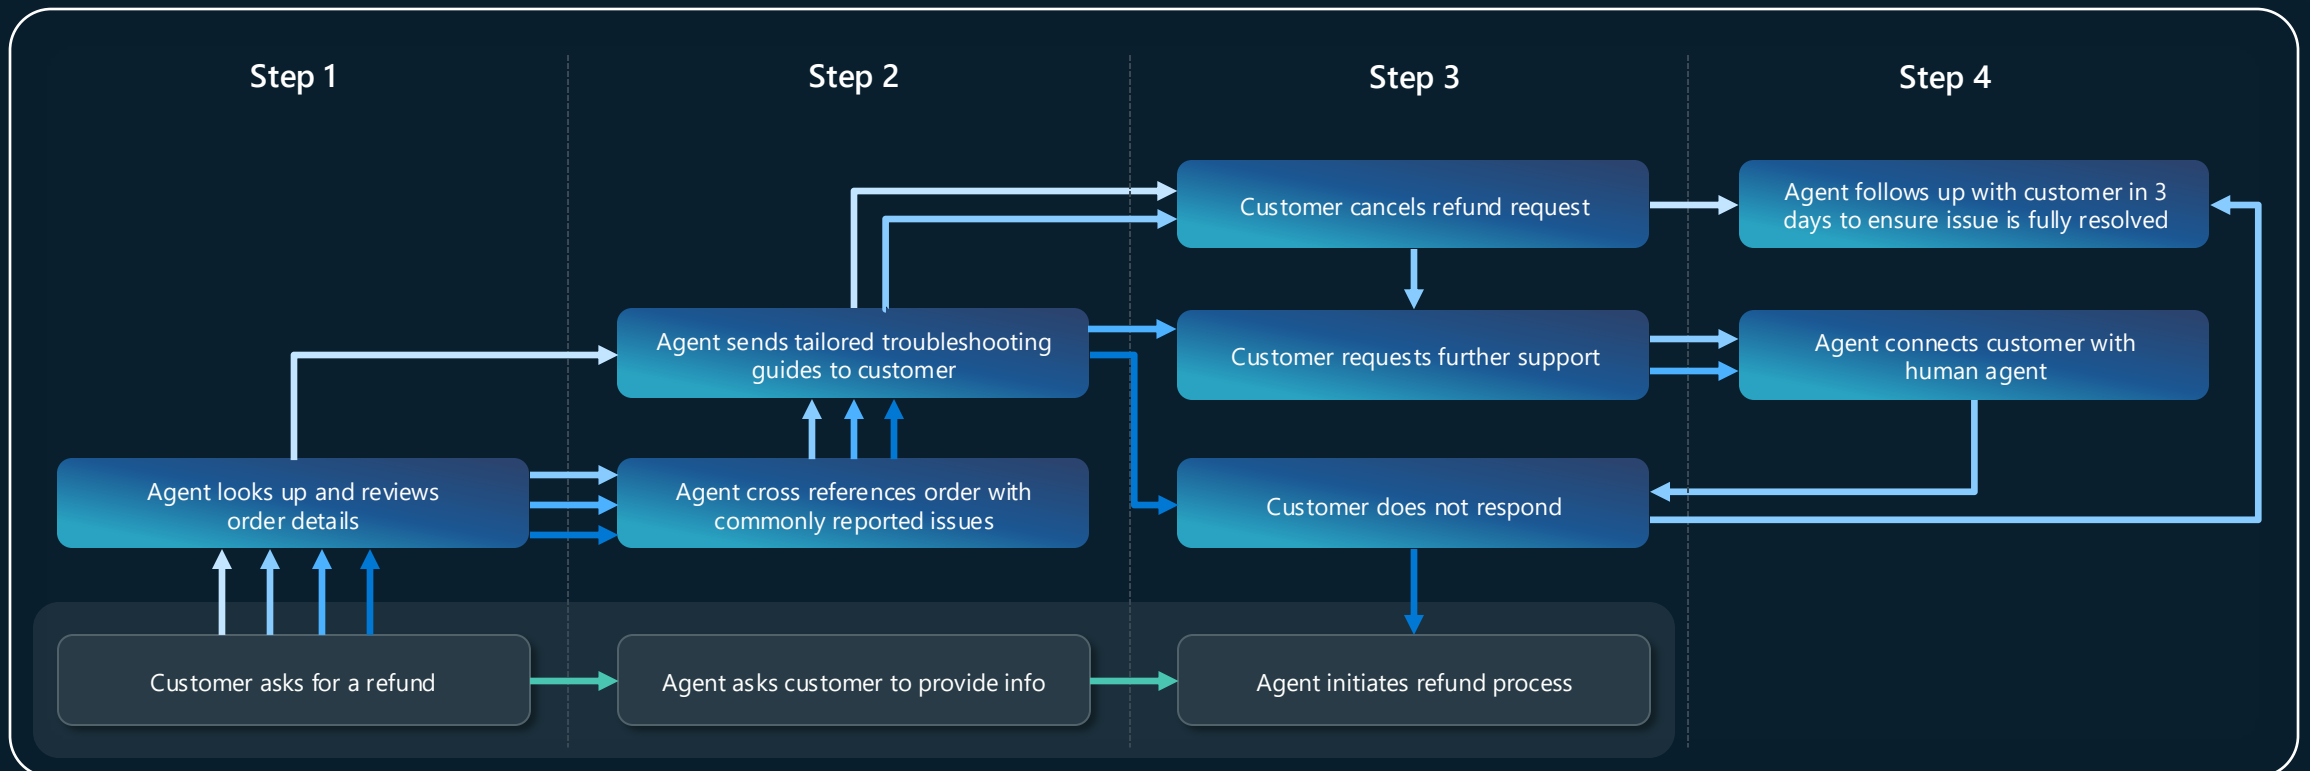 Step 1
Step 2
Step 3
Step 4
Customer cancels refund request
Agent follows up with customer in 3
days to ensure issue is fully resolved
Agent sends tailored troubleshooting
guides to customer
Customer requests further support
Agent connects customer with
human agent
Agent looks up and reviews
order details
Agent cross references order with
commonly reported issues
Customer does not respond
Customer asks for a refund
Agent asks customer to provide info
Agent initiates refund process